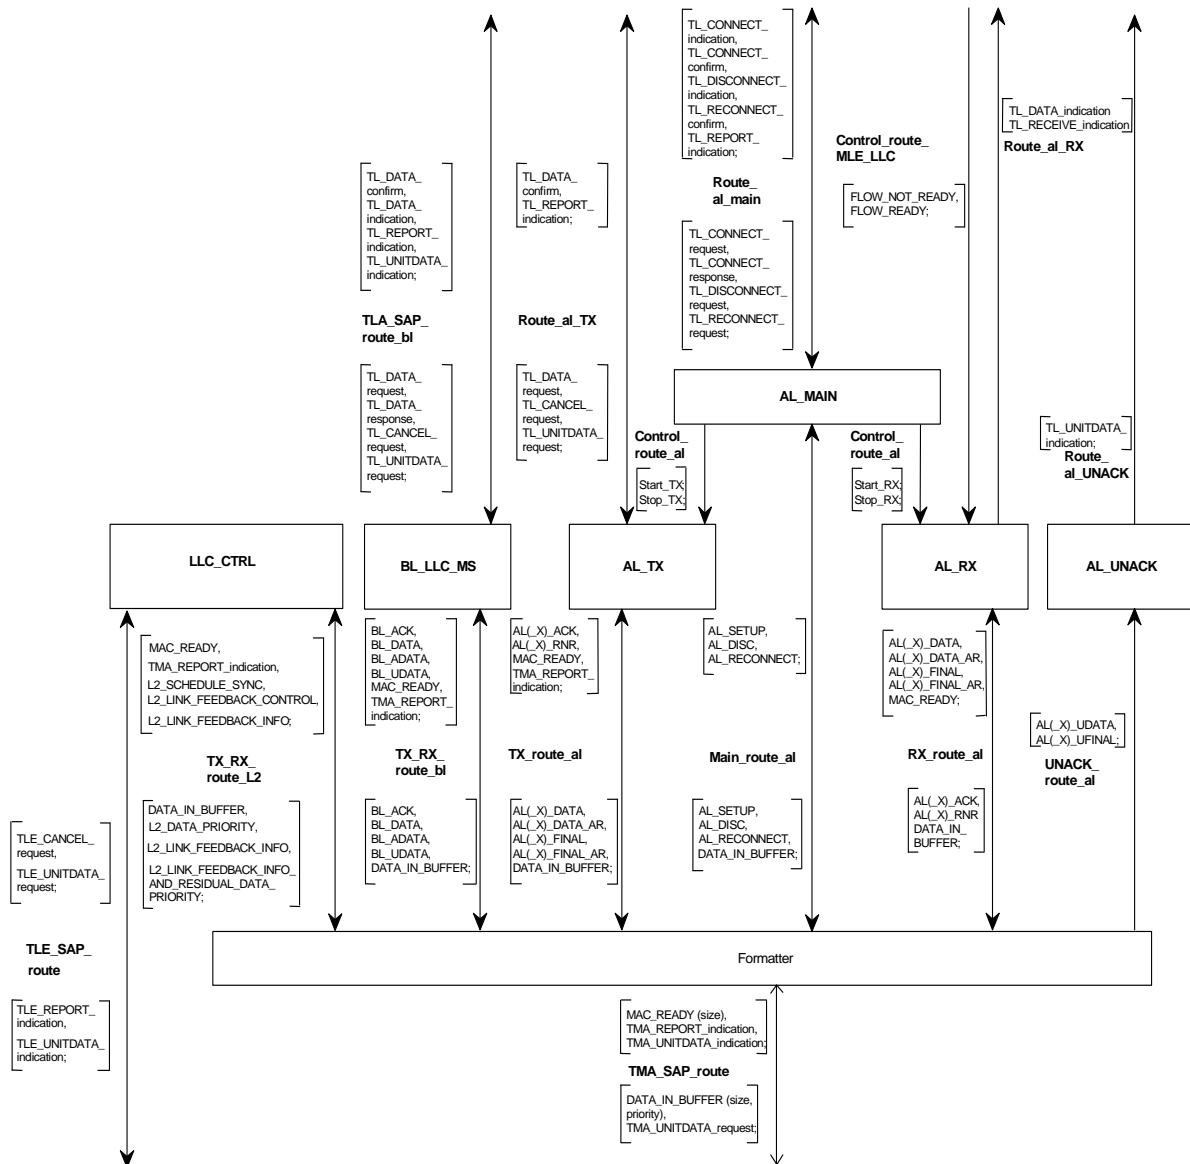 TL_CONNECT_
indication,
TL_CONNECT_
confirm,
TL_DISCONNECT_
indication,
TL_RECONNECT_
confirm,
TL_REPORT_
indication;
Route_
al_main
TL_CONNECT_
request,
TL_CONNECT_
response,
TL_DISCONNECT_
request,
TL_RECONNECT_
request;
Control_route_
MLE_LLC
FLOW_NOT_READY,
FLOW_READY;
TL_DATA_indication
TL_RECEIVE_indication
Route_al_RX
TL_DATA_
confirm,
TL_DATA_
indication,
TL_REPORT_
indication,
TL_UNITDATA_
indication;
TLA_SAP_
route_bl
TL_DATA_
request,
TL_DATA_
response,
TL_CANCEL_
request,
TL_UNITDATA_
request;
TL_DATA_
confirm,
TL_REPORT_
indication;
Route_al_TX
TL_DATA_
request,
TL_CANCEL_
request,
TL_UNITDATA_
request;
AL_MAIN
Control_
route_al
Start_TX;
Stop_TX;
Control_
route_al
Start_RX;
Stop_RX;
TL_UNITDATA_
indication;
Route_
al_UNACK
LLC_CTRL
BL_LLC_MS
AL_TX
AL_RX
AL_UNACK
MAC_READY,
TMA_REPORT_indication,
L2_SCHEDULE_SYNC,
L2_LINK_FEEDBACK_CONTROL,
L2_LINK_FEEDBACK_INFO;
TX_RX_
route_L2
DATA_IN_BUFFER,
L2_DATA_PRIORITY,
L2_LINK_FEEDBACK_INFO,
L2_LINK_FEEDBACK_INFO_
AND_RESIDUAL_DATA_
PRIORITY;
BL_ACK,
BL_DATA,
BL_ADATA,
BL_UDATA,
MAC_READY,
TMA_REPORT_
indication;
TX_RX_
route_bl
BL_ACK,
BL_DATA,
BL_ADATA,
BL_UDATA,
DATA_IN_BUFFER;
AL(_X)_ACK,
AL(_X)_RNR,
MAC_READY,
TMA_REPORT_
indication;
TX_route_al
AL(_X)_DATA,
AL(_X)_DATA_AR,
AL(_X)_FINAL,
AL(_X)_FINAL_AR,
DATA_IN_BUFFER;
AL_SETUP,
AL_DISC,
AL_RECONNECT;
Main_route_al
AL_SETUP,
AL_DISC,
AL_RECONNECT,
DATA_IN_BUFFER;
AL(_X)_DATA,
AL(_X)_DATA_AR,
AL(_X)_FINAL,
AL(_X)_FINAL_AR,
MAC_READY;
RX_route_al
AL(_X)_ACK,
AL(_X)_RNR
DATA_IN_
BUFFER;
AL(_X)_UDATA,
AL(_X)_UFINAL;
UNACK_
route_al
TLE_CANCEL_
request,
TLE_UNITDATA_
request;
TLE_SAP_
route
TLE_REPORT_
indication,
TLE_UNITDATA_
indication;
Formatter
MAC_READY (size),
TMA_REPORT_indication,
TMA_UNITDATA_indication;
TMA_SAP_route
DATA_IN_BUFFER (size,
priority),
TMA_UNITDATA_request;